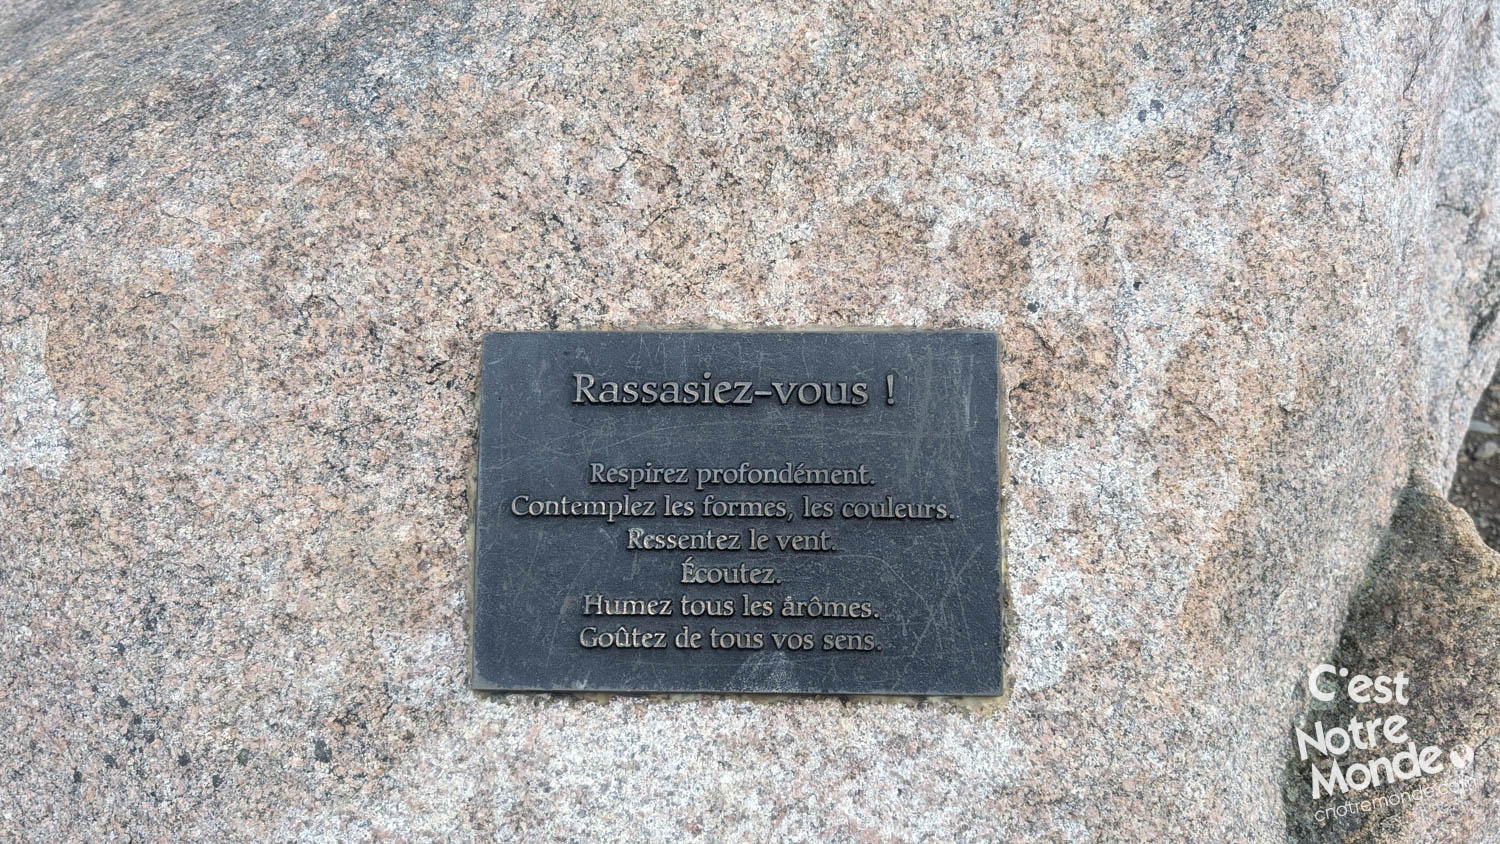 Rassasiez-vous !
Respirez profondément.
Contemplez les formes, les couleurs.
Ressentez le vent.
Écoutez.
Humez tous les arômes.
Goûtez de tous vos sens.
C'est
Notre
Monde
cnotremonde.com